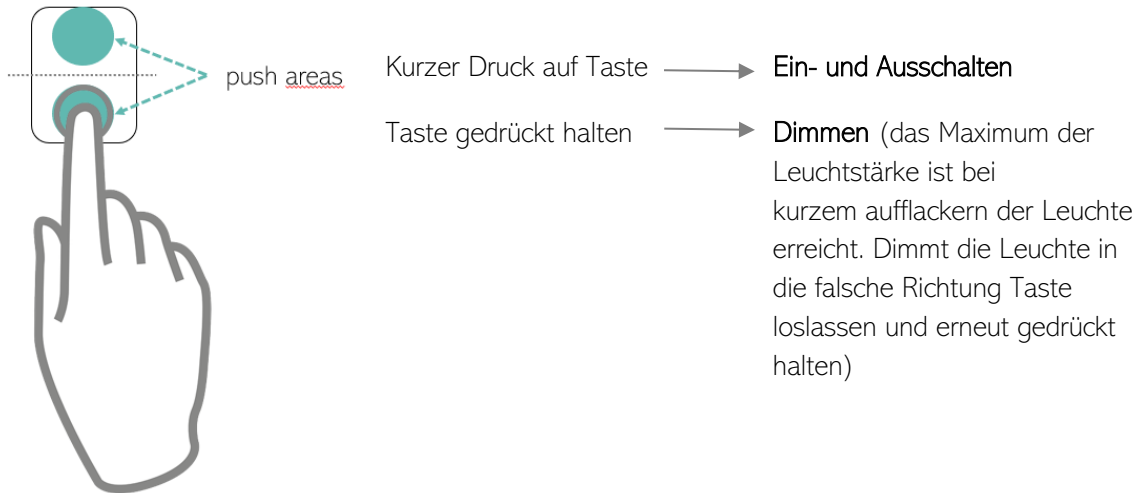 push areas
Kurzer Druck auf Taste
Ein- und Ausschalten
Taste gedrückt halten
Dimmen (das Maximum der
Leuchtstärke ist bei
kurzem aufflackern der Leuchte
erreicht. Dimmt die Leuchte in
die falsche Richtung Taste
loslassen und erneut gedrückt
halten)